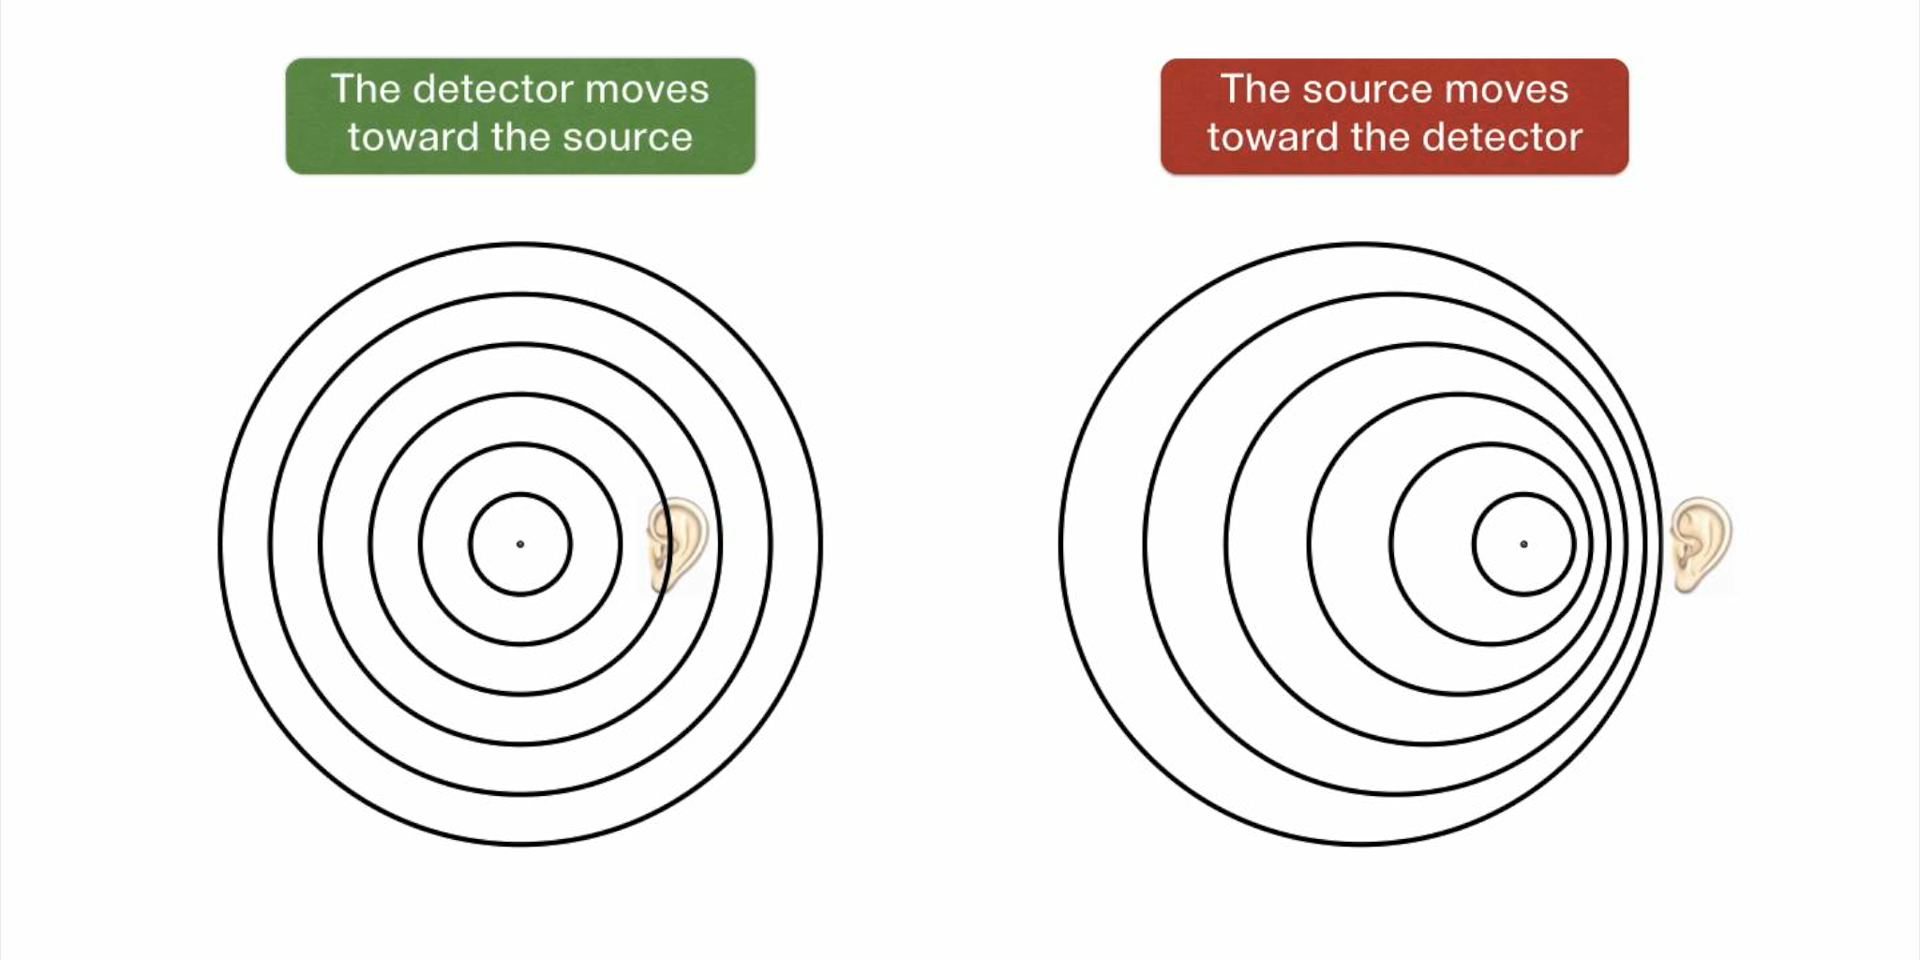 The detector moves
toward the source
The source moves
toward the detector